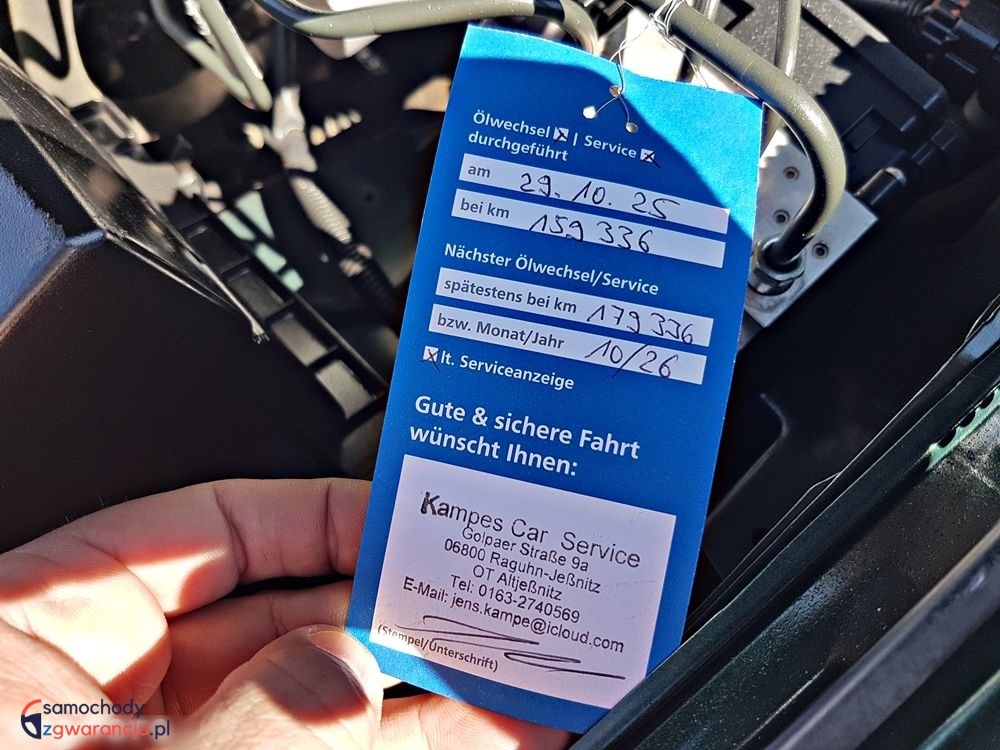 Ölwechsel ☒ | Service ☒
durchgeführt
am 29. 10. 25
bei km 159 336
Nächster Ölwechsel/Service
spätestens bei km 179 336
bzw. Monat/Jahr 10/26
☒ lt. Serviceanzeige
Gute & sichere Fahrt
wünscht Ihnen:
Kampes Car Service
Golpaer Straße 9a
06800 Raguhn-Jeßnitz
OT Altjeßnitz
Tel: 0163-2740569
E-Mail: jens.kampe@icloud.com
(Stempel/Unterschrift)
samochody
zgwarancja.pl